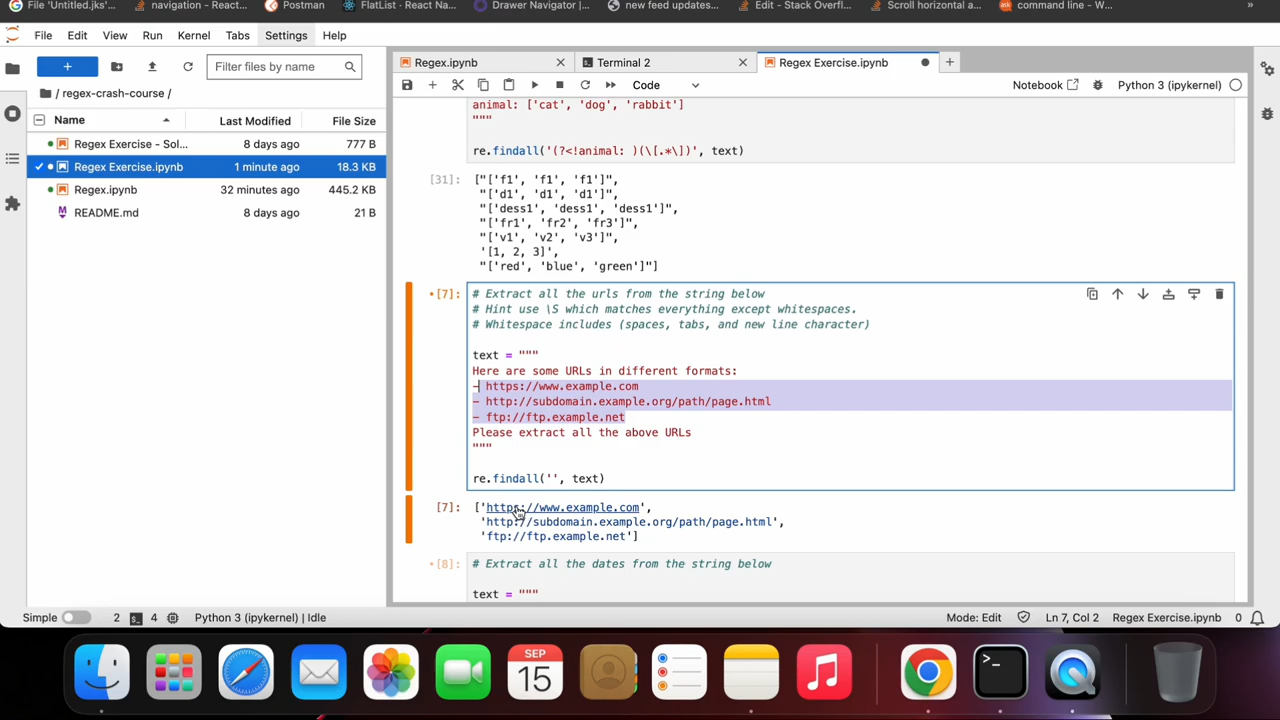 File 'Untitled.jks'...
navigation - React...
Postman
FlatList · React Na...
Drawer Navigator |...
new feed updates...
Edit - Stack Overfl...
Scroll horizontal a...
command line - W...
»
File Edit View Run Kernel Tabs Settings Help
+
Filter files by name
/ regex-crash-course /
Name Last Modified File Size
Regex Exercise - Sol... 8 days ago 777 B
Regex Exercise.ipynb 1 minute ago 18.3 KB
Regex.ipynb 32 minutes ago 445.2 KB
README.md 8 days ago 21 B
Regex.ipynb
Terminal 2
Regex Exercise.ipynb
Code
Notebook
Python 3 (ipykernel)
animal: ['cat', 'dog', 'rabbit']
"""
re.findall('(?<!animal: )(\[.*\])', text)
[31]: ["['f1', 'f1', 'f1']",
"['d1', 'd1', 'd1']",
"['dess1', 'dess1', 'dess1']",
"['fr1', 'fr2', 'fr3']",
"['v1', 'v2', 'v3']",
'[1, 2, 3]',
"['red', 'blue', 'green']"]
[7]: # Extract all the urls from the string below
# Hint use \S which matches everything except whitespaces.
# Whitespace includes (spaces, tabs, and new line character)
text = """
Here are some URLs in different formats:
- https://www.example.com
- http://subdomain.example.org/path/page.html
- ftp://ftp.example.net
Please extract all the above URLs
"""
re.findall('', text)
[7]: ['https://www.example.com',
'http://subdomain.example.org/path/page.html',
'ftp://ftp.example.net']
[8]: # Extract all the dates from the string below
text = """
Simple 2 4 Python 3 (ipykernel) | Idle Mode: Edit Ln 7, Col 2 Regex Exercise.ipynb 0
SEP
15
>_